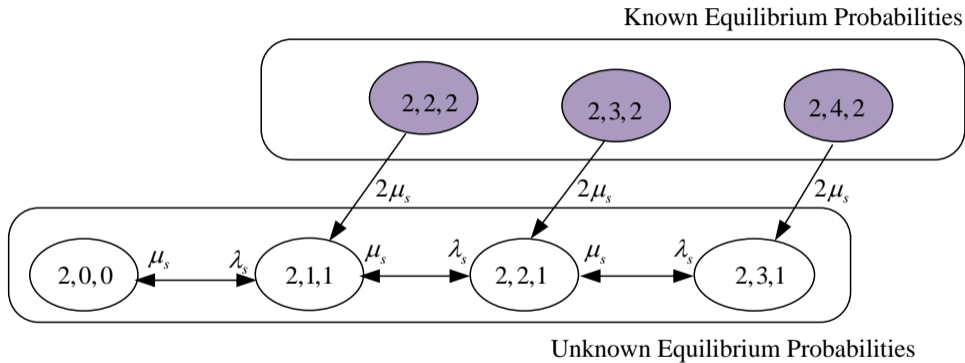 Known Equilibrium Probabilities
2,2,2
2,3,2
2,4,2
2μₛ
2μₛ
2μₛ
2,0,0
μₛ
λₛ
2,1,1
μₛ
λₛ
2,2,1
μₛ
λₛ
2,3,1
Unknown Equilibrium Probabilities